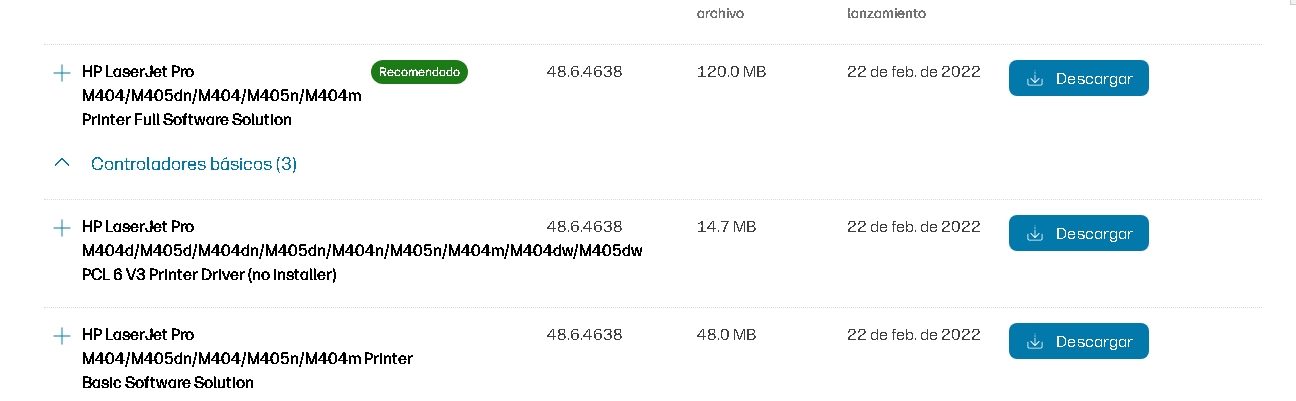 archivo lanzamiento
HP LaserJet Pro Recomendado 48.6.4638 120.0 MB 22 de feb. de 2022 Descargar
M404/M405dn/M404/M405n/M404m
Printer Full Software Solution
Controladores básicos (3)
HP LaserJet Pro 48.6.4638 14.7 MB 22 de feb. de 2022 Descargar
M404d/M405d/M404dn/M405dn/M404n/M405n/M404m/M404dw/M405dw
PCL 6 V3 Printer Driver (no installer)
HP LaserJet Pro 48.6.4638 48.0 MB 22 de feb. de 2022 Descargar
M404/M405dn/M404/M405n/M404m Printer
Basic Software Solution